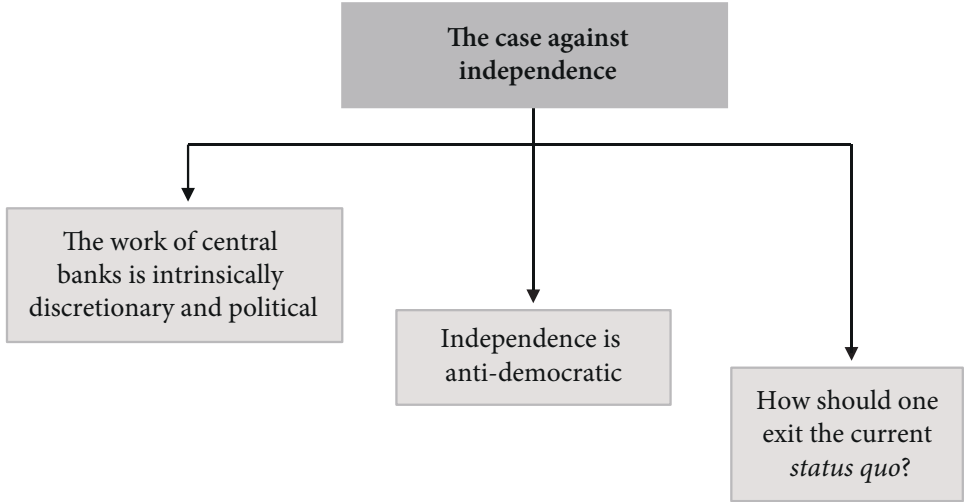 The case against
independence
The work of central
banks is intrinsically
discretionary and political
Independence is
anti-democratic
How should one
exit the current
status quo?